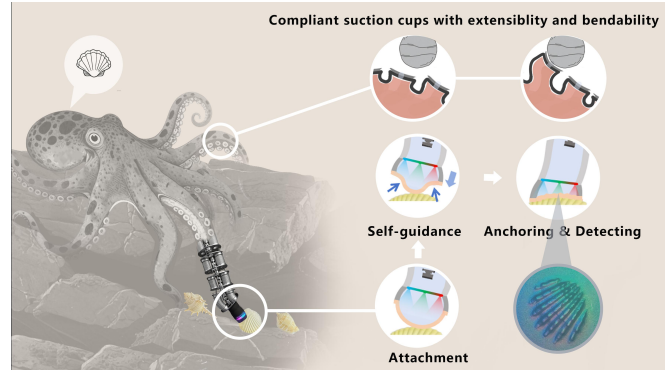 Compliant suction cups with extensiblity and bendability
Self-guidance
Anchoring & Detecting
Attachment